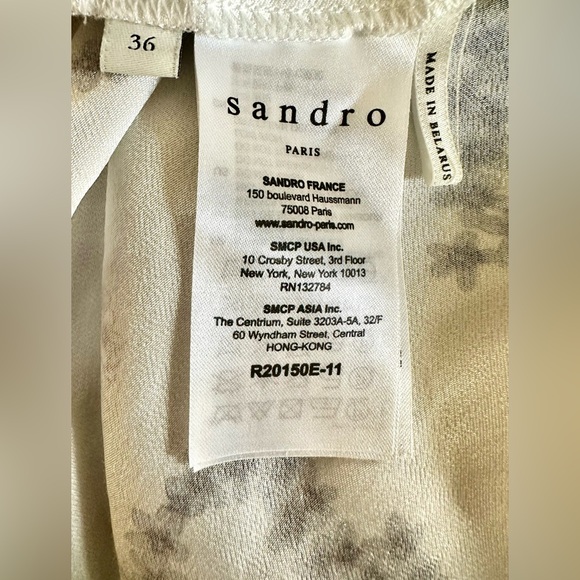 36
sandro
PARIS
SANDRO FRANCE
150 boulevard Haussmann
75008 Paris
www.sandro-paris.com
SMCP USA Inc.
10 Crosby Street, 3rd Floor
New York, New York 10013
RN132784
SMCP ASIA Inc.
The Centrium, Suite 3203A-5A, 32/F
60 Wyndham Street, Central
HONG-KONG
R20150E-11
MADE IN BELARUS